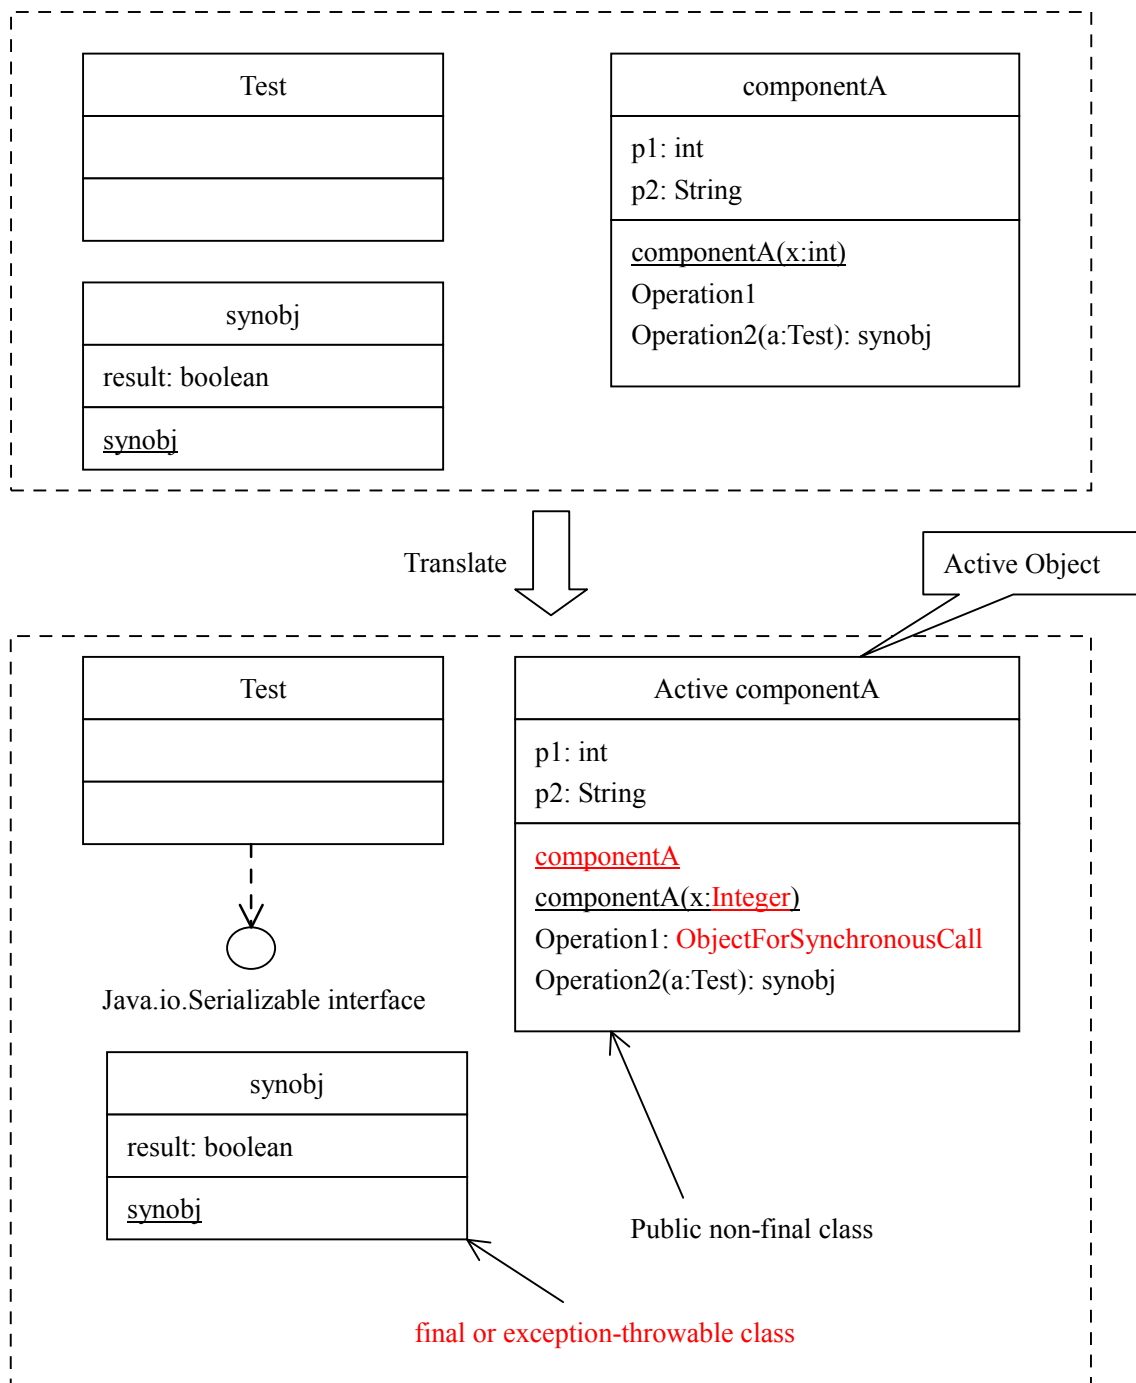 Test
componentA
p1: int
p2: String
componentA(x:int)
Operation1
Operation2(a:Test): synobj
synobj
result: boolean
synobj
Translate
Active Object
Test
Active componentA
p1: int
p2: String
componentA
componentA(x:Integer)
Operation1: ObjectForSynchronousCall
Operation2(a:Test): synobj
Java.io.Serializable interface
synobj
result: boolean
synobj
Public non-final class
final or exception-throwable class